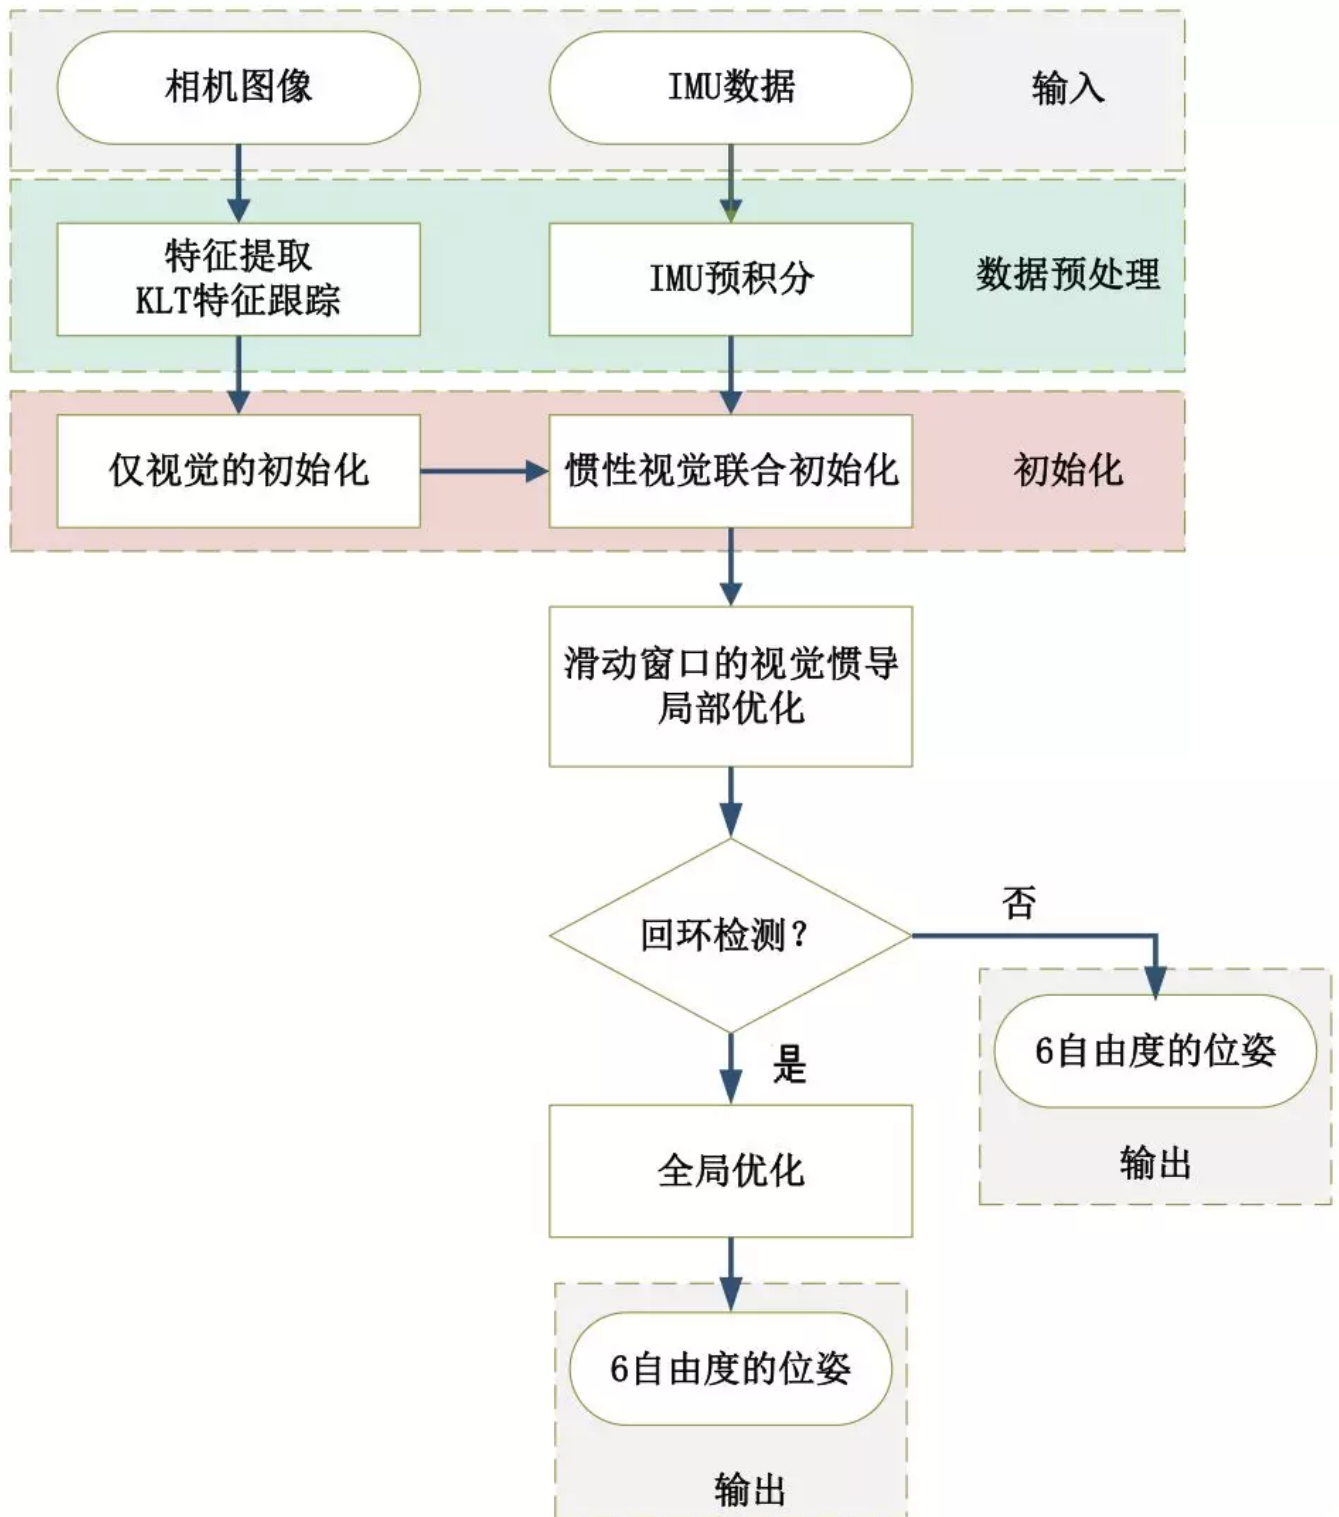 相机图像
IMU数据
输入
特征提取
KLT特征跟踪
IMU预积分
数据预处理
仅视觉的初始化
惯性视觉联合初始化
初始化
滑动窗口的视觉惯导
局部优化
回环检测？
否
6自由度的位姿
输出
是
全局优化
6自由度的位姿
输出